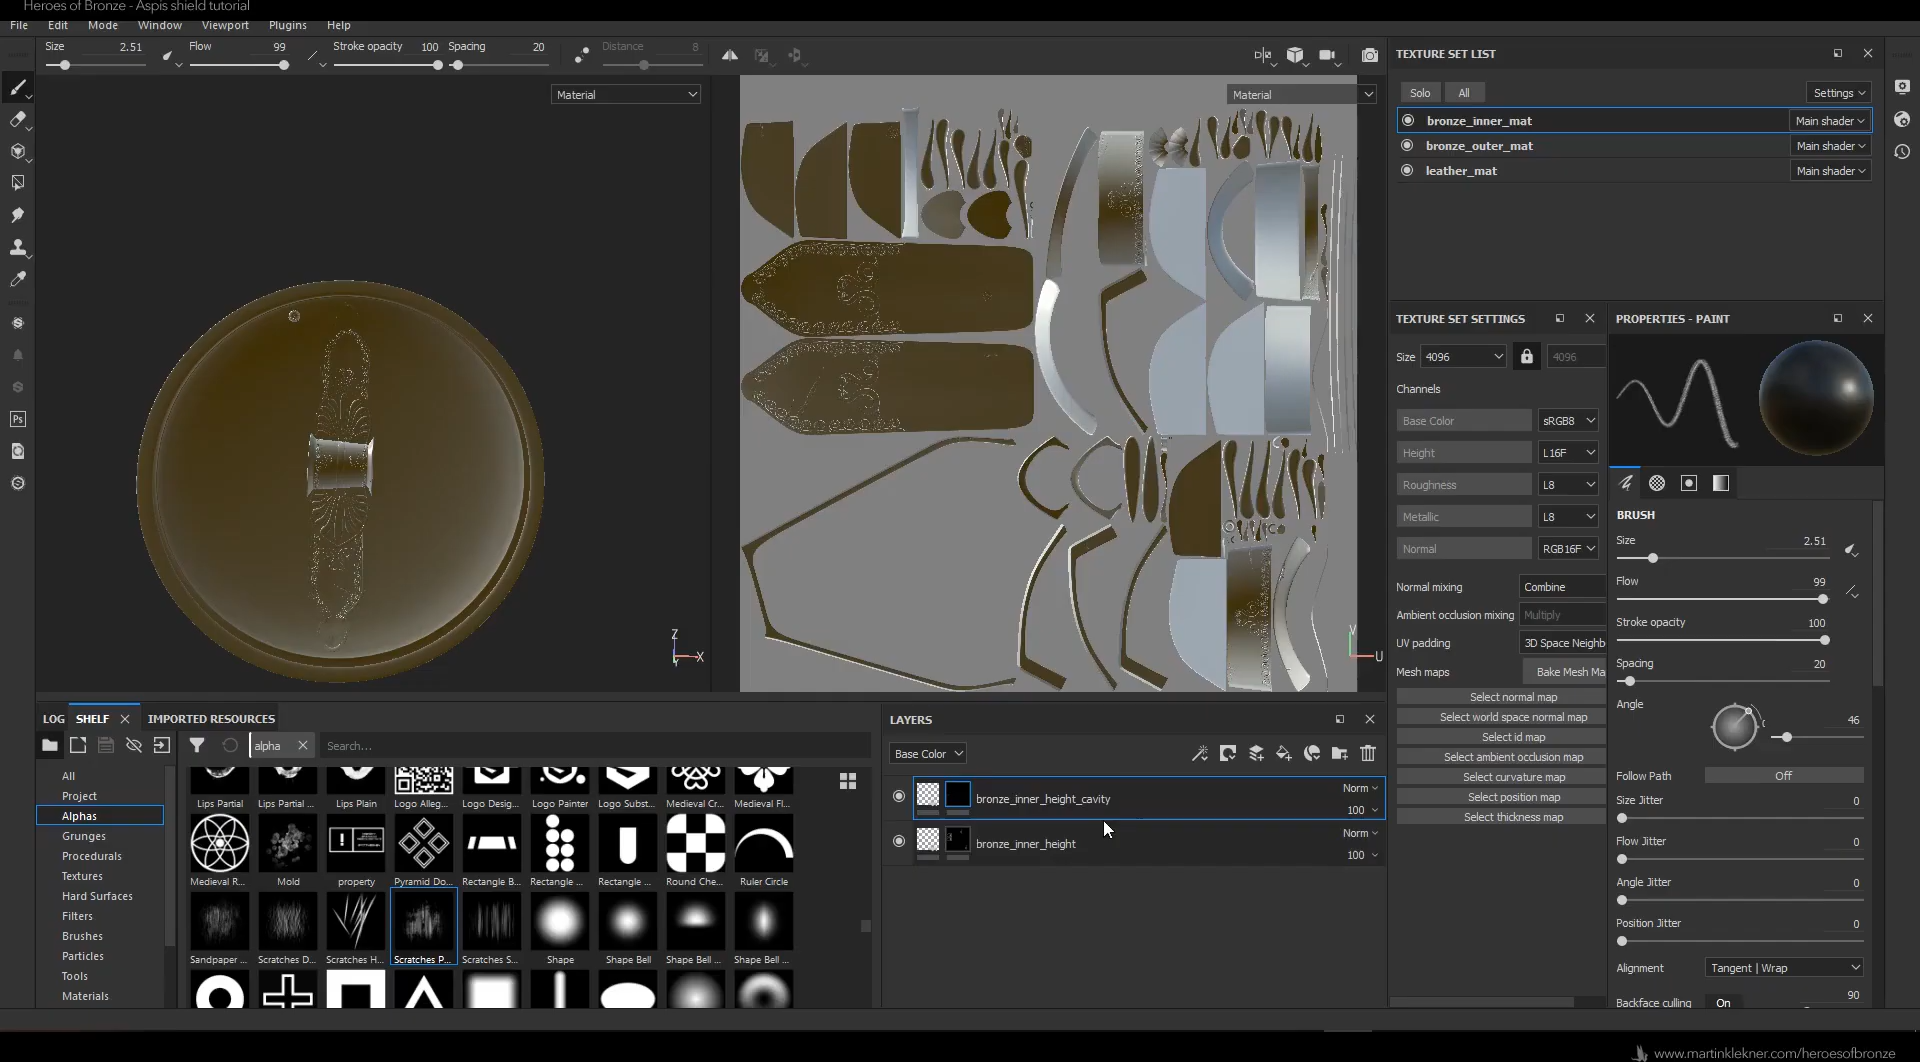 Heroes of Bronze - Aspis shield tutorial
File Edit Mode Window Viewport Plugins Help
Size 2.51 Flow 99 Stroke opacity 100 Spacing 20 Distance 8
Material
Material
Z
X
V
U
TEXTURE SET LIST
Solo All Settings
bronze_inner_mat Main shader
bronze_outer_mat Main shader
leather_mat Main shader
TEXTURE SET SETTINGS
Size 4096 4096
Channels
Base Color sRGB8
Height L16F
Roughness L8
Metallic L8
Normal RGB16F
Normal mixing Combine
Ambient occlusion mixing Multiply
UV padding 3D Space Neighb
Mesh maps Bake Mesh Ma
Select normal map
Select world space normal map
Select id map
Select ambient occlusion map
Select curvature map
Select position map
Select thickness map
PROPERTIES - PAINT
BRUSH
Size 2.51
Flow 99
Stroke opacity 100
Spacing 20
Angle 46
Follow Path Off
Size Jitter 0
Flow Jitter 0
Angle Jitter 0
Position Jitter 0
Alignment Tangent | Wrap
Backface culling On 90
Ps
LOG SHELF IMPORTED RESOURCES
alpha Search...
All
Project
Alphas
Grunges
Procedurals
Textures
Hard Surfaces
Filters
Brushes
Particles
Tools
Materials
Lips Partial Lips Partial ... Lips Plain Logo Alleg... Logo Desig... Logo Painter Logo Subst... Medieval Cr... Medieval Fl...
Medieval R... Mold property Pyramid Do... Rectangle B... Rectangle ... Rectangle ... Round Che... Ruler Circle
Sandpaper ... Scratches D... Scratches H... Scratches P... Scratches S... Shape Shape Bell Shape Bell ... Shape Bell ...
LAYERS
Base Color
bronze_inner_height_cavity Norm 100
bronze_inner_height Norm 100
www.martinklekner.com/heroesofbronze